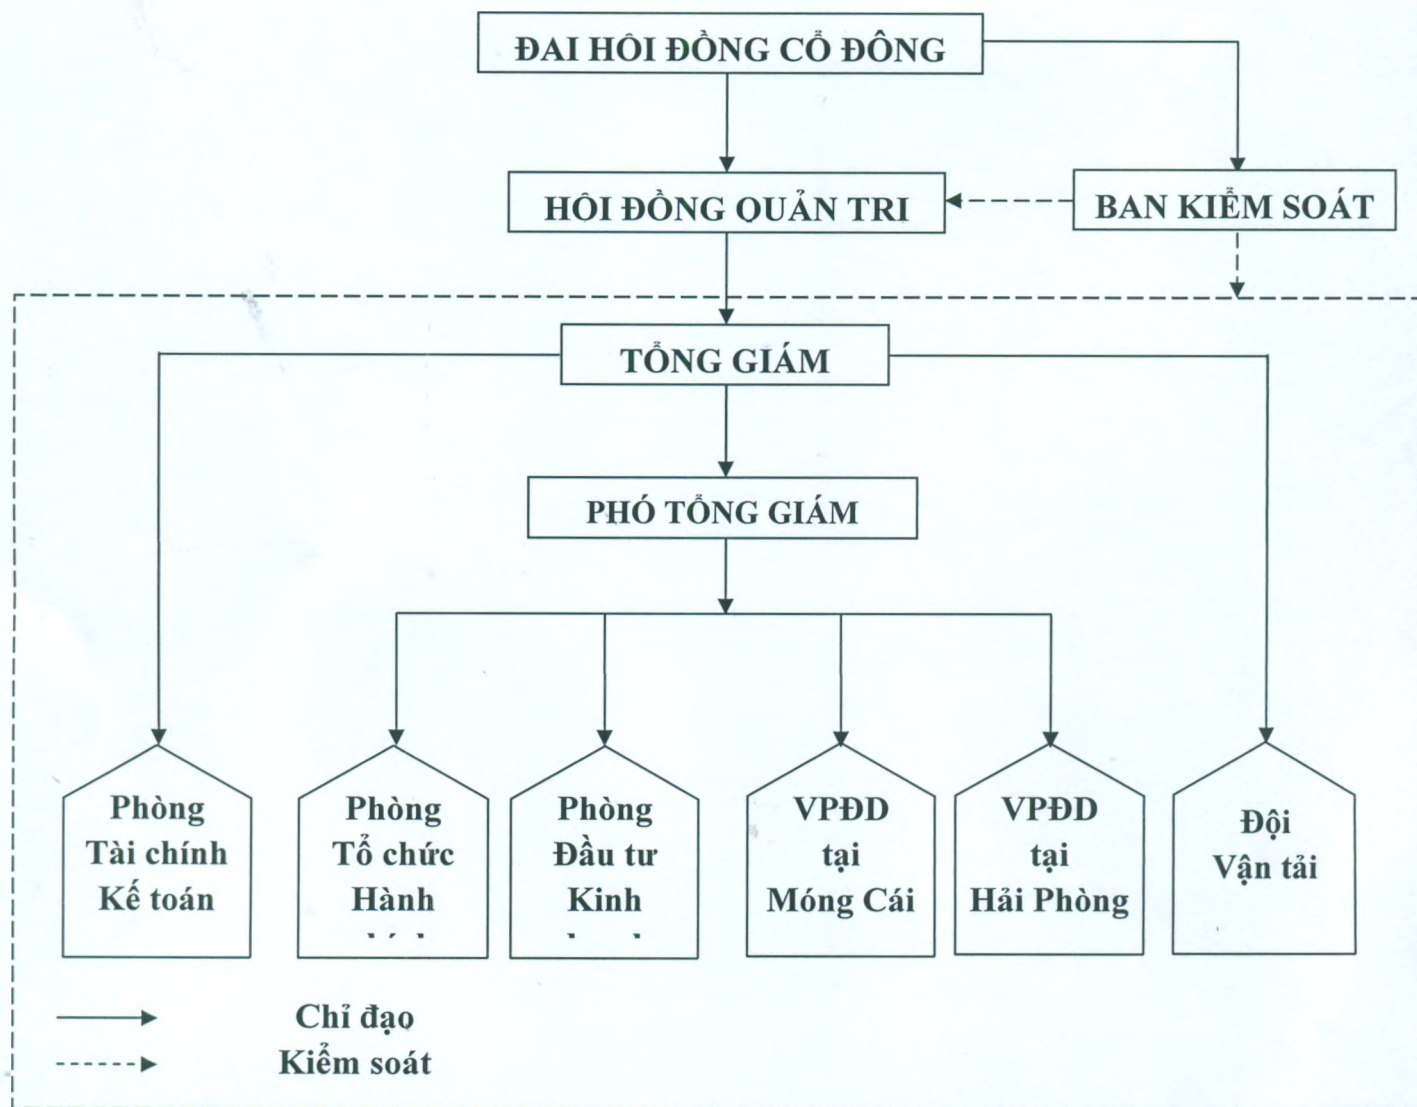 ĐAI HÔI ĐỒNG CỔ ĐÔNG
HÔI ĐỒNG QUẢN TRI
BAN KIỂM SOÁT
TỔNG GIÁM
PHÓ TỔNG GIÁM
Phòng
Tài chính
Kế toán
Phòng
Tổ chức
Hành
Phòng
Đầu tư
Kinh
VPĐD
tại
Móng Cái
VPĐD
tại
Hải Phòng
Đội
Vận tải
Chỉ đạo
Kiểm soát